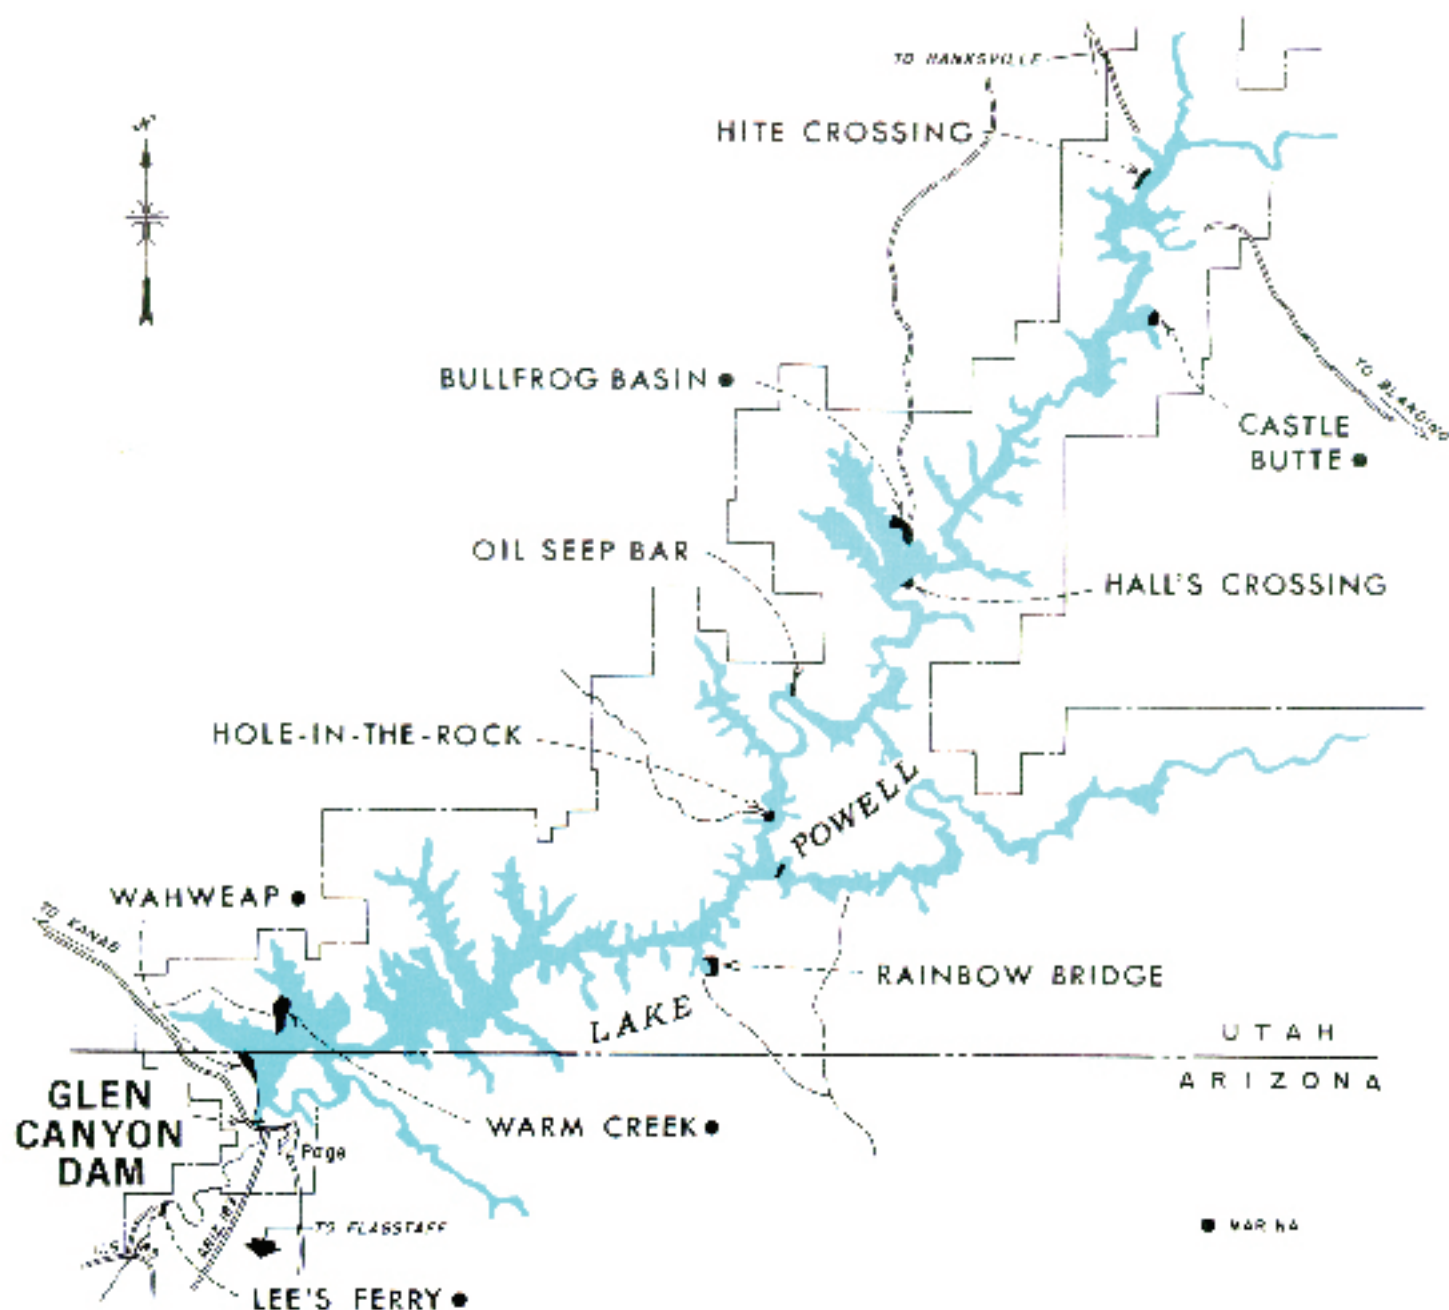 TO HANKSVILLE
HITE CROSSING
N
BULLFROG BASIN
TO BLANDING
CASTLE
BUTTE
OIL SEEP BAR
HALL'S CROSSING
HOLE-IN-THE-ROCK
POWELL
WAHWEAP
TO KANAB
RAINBOW BRIDGE
LAKE
UTAH
ARIZONA
GLEN
CANYON
DAM
WARM CREEK
Page
TO FLAGSTAFF
MARINA
LEE'S FERRY